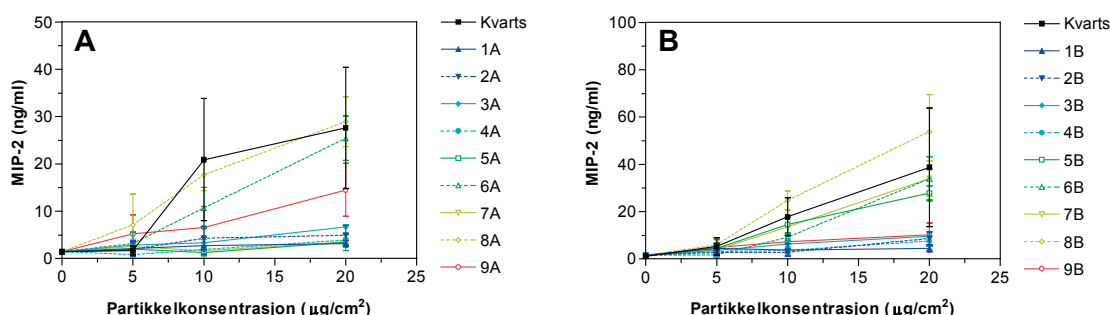 A
MIP-2 (ng/ml)
50
40
30
20
10
0
0 5 10 15 20 25
Partikkelkonsentrasjon (µg/cm²)
Kvarts
1A
2A
3A
4A
5A
6A
7A
8A
9A
B
MIP-2 (ng/ml)
100
80
60
40
20
0
0 5 10 15 20 25
Partikkelkonsentrasjon (µg/cm²)
Kvarts
1B
2B
3B
4B
5B
6B
7B
8B
9B